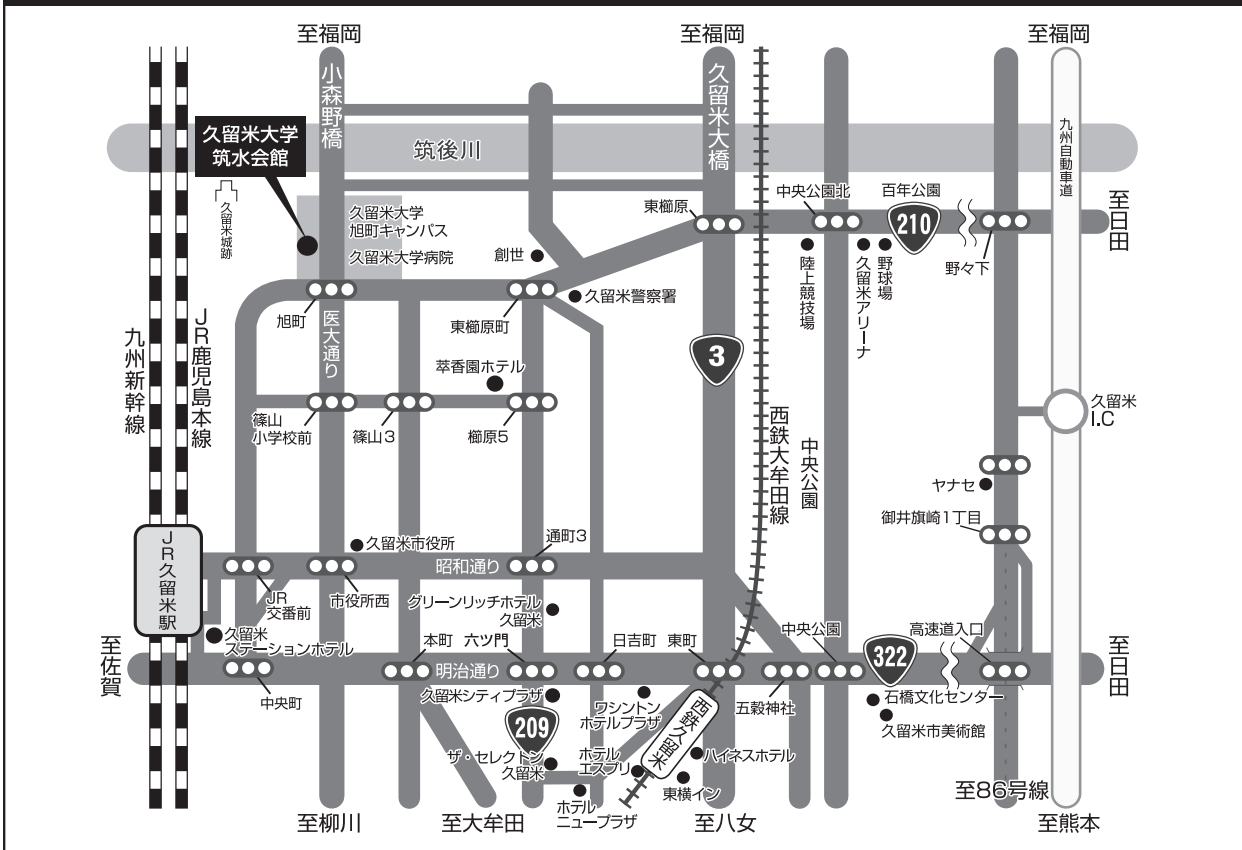 至福岡
至福岡
至福岡
小森野橋
久留米大橋
九州自動車道
久留米大学
筑水会館
筑後川
久留米城跡
久留米大学
旭町キャンパス
久留米大学病院
創世
東櫛原
中央公園北
百年公園
210
至日田
陸上競技場
久留米アリーナ
野球場
野々下
旭町
医大通り
東櫛原町
久留米警察署
九州新幹線
JR鹿児島本線
3
萃香園ホテル
篠山
小学校前
篠山3
櫛原5
西鉄大牟田線
中央公園
久留米
I.C
ヤナセ
御井旗崎1丁目
JR久留米駅
久留米市役所
通町3
昭和通り
JR
交番前
市役所西
グリーンリッチホテル
久留米
久留米
ステーションホテル
本町
六ツ門
日吉町
東町
中央公園
322
高速道入口
至佐賀
至日田
中央町
明治通り
久留米シティプラザ
ワシントン
ホテルプラザ
五穀神社
石橋文化センター
久留米市美術館
209
西鉄久留米
ザ・セレクトン
久留米
ホテル
エスプリ
ハイネスホテル
東横イン
ホテル
ニュープラザ
至86号線
至柳川
至大牟田
至八女
至熊本